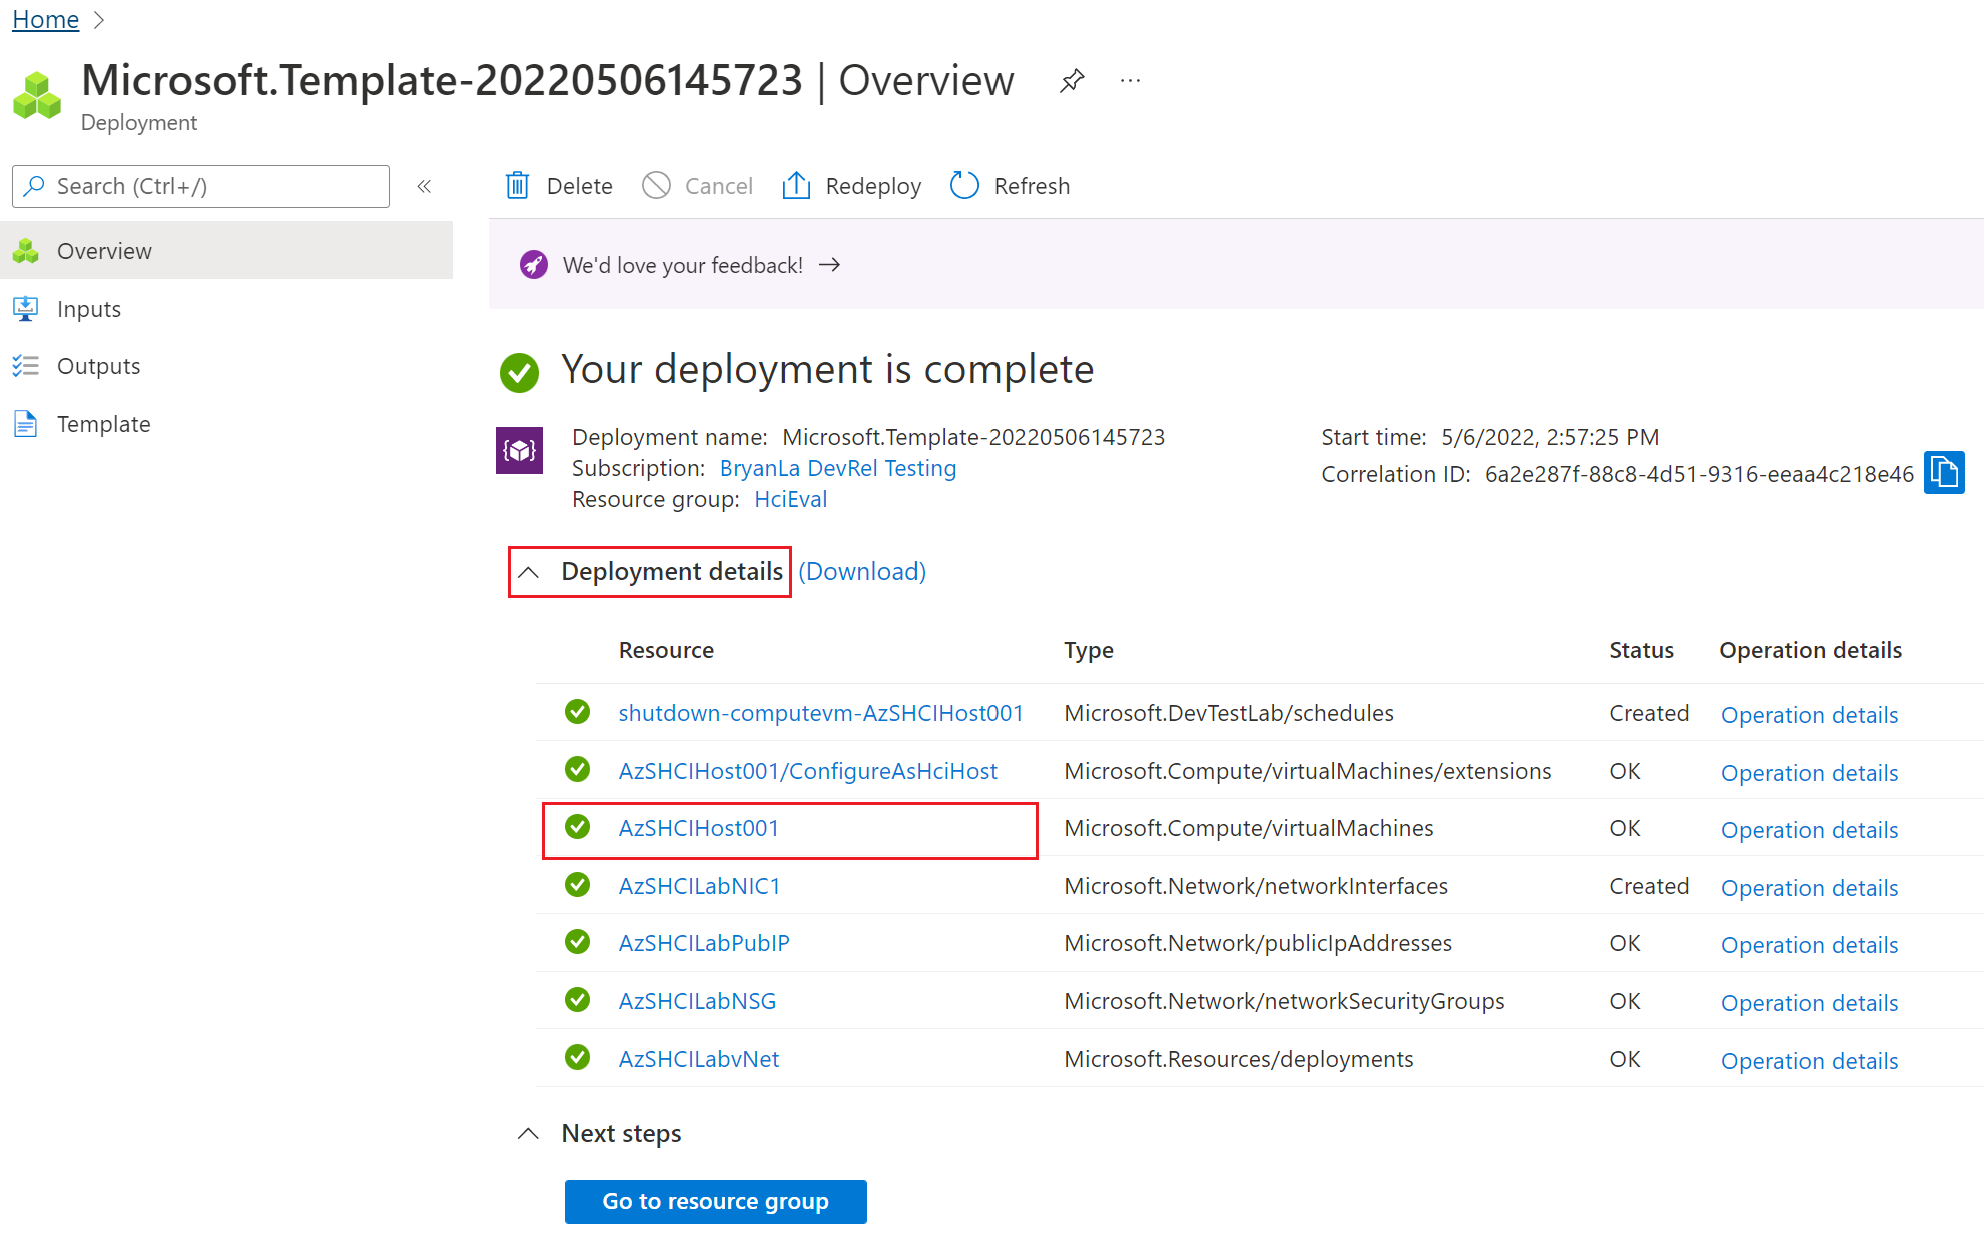 Home
Microsoft.Template-20220506145723 | Overview
Deployment
Search (Ctrl+/)
Overview
Inputs
Outputs
Template
Delete Cancel Redeploy Refresh
We'd love your feedback! →
Your deployment is complete
Deployment name: Microsoft.Template-20220506145723
Subscription: BryanLa DevRel Testing
Resource group: HciEval
Start time: 5/6/2022, 2:57:25 PM
Correlation ID: 6a2e287f-88c8-4d51-9316-eeaa4c218e46
Deployment details (Download)
Resource Type Status Operation details
shutdown-computevm-AzSHCIHost001 Microsoft.DevTestLab/schedules Created Operation details
AzSHCIHost001/ConfigureAsHciHost Microsoft.Compute/virtualMachines/extensions OK Operation details
AzSHCIHost001 Microsoft.Compute/virtualMachines OK Operation details
AzSHCILabNIC1 Microsoft.Network/networkInterfaces Created Operation details
AzSHCILabPubIP Microsoft.Network/publicIpAddresses OK Operation details
AzSHCILabNSG Microsoft.Network/networkSecurityGroups OK Operation details
AzSHCILabvNet Microsoft.Resources/deployments OK Operation details
Next steps
Go to resource group